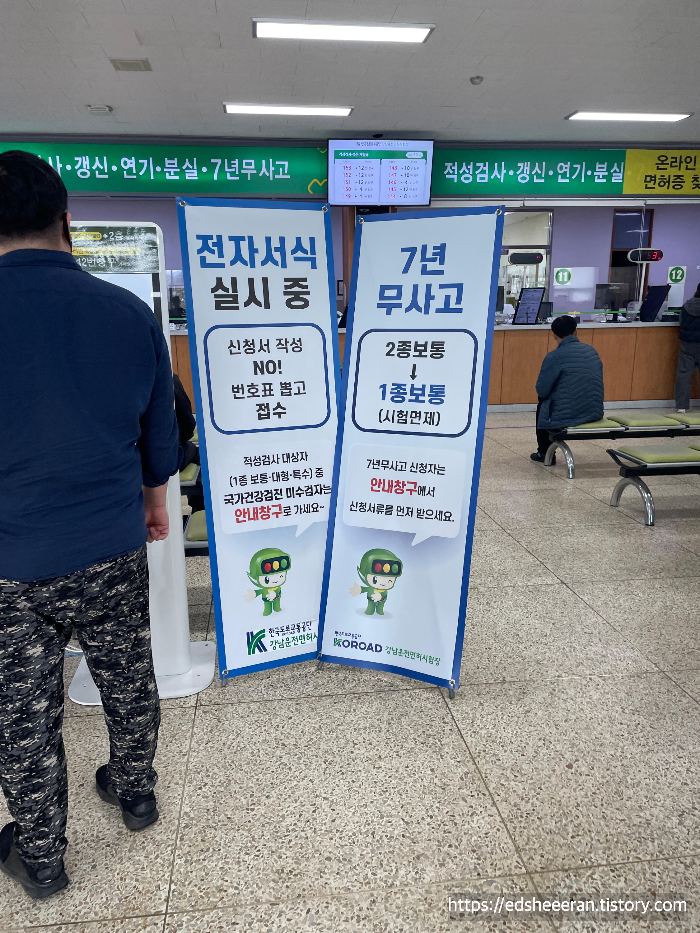 검사·갱신·연기·분실·7년무사고
적성검사·갱신·연기·분실
온라인
면허증
전자서식
실시 중
신청서 작성
NO!
번호표 뽑고
접수
적성검사 대상자
(1종 보통·대형·특수) 중
국가건강검진 미수검자는
안내창구로 가세요~
한국도로교통공단
강남운전면허시
7년
무사고
2종보통
↓
1종보통
(시험면제)
7년무사고 신청자는
안내창구에서
신청서류를 먼저 받으세요.
KOROAD 강남운전면허시험장
11
12
https://edsheeeran.tistory.com